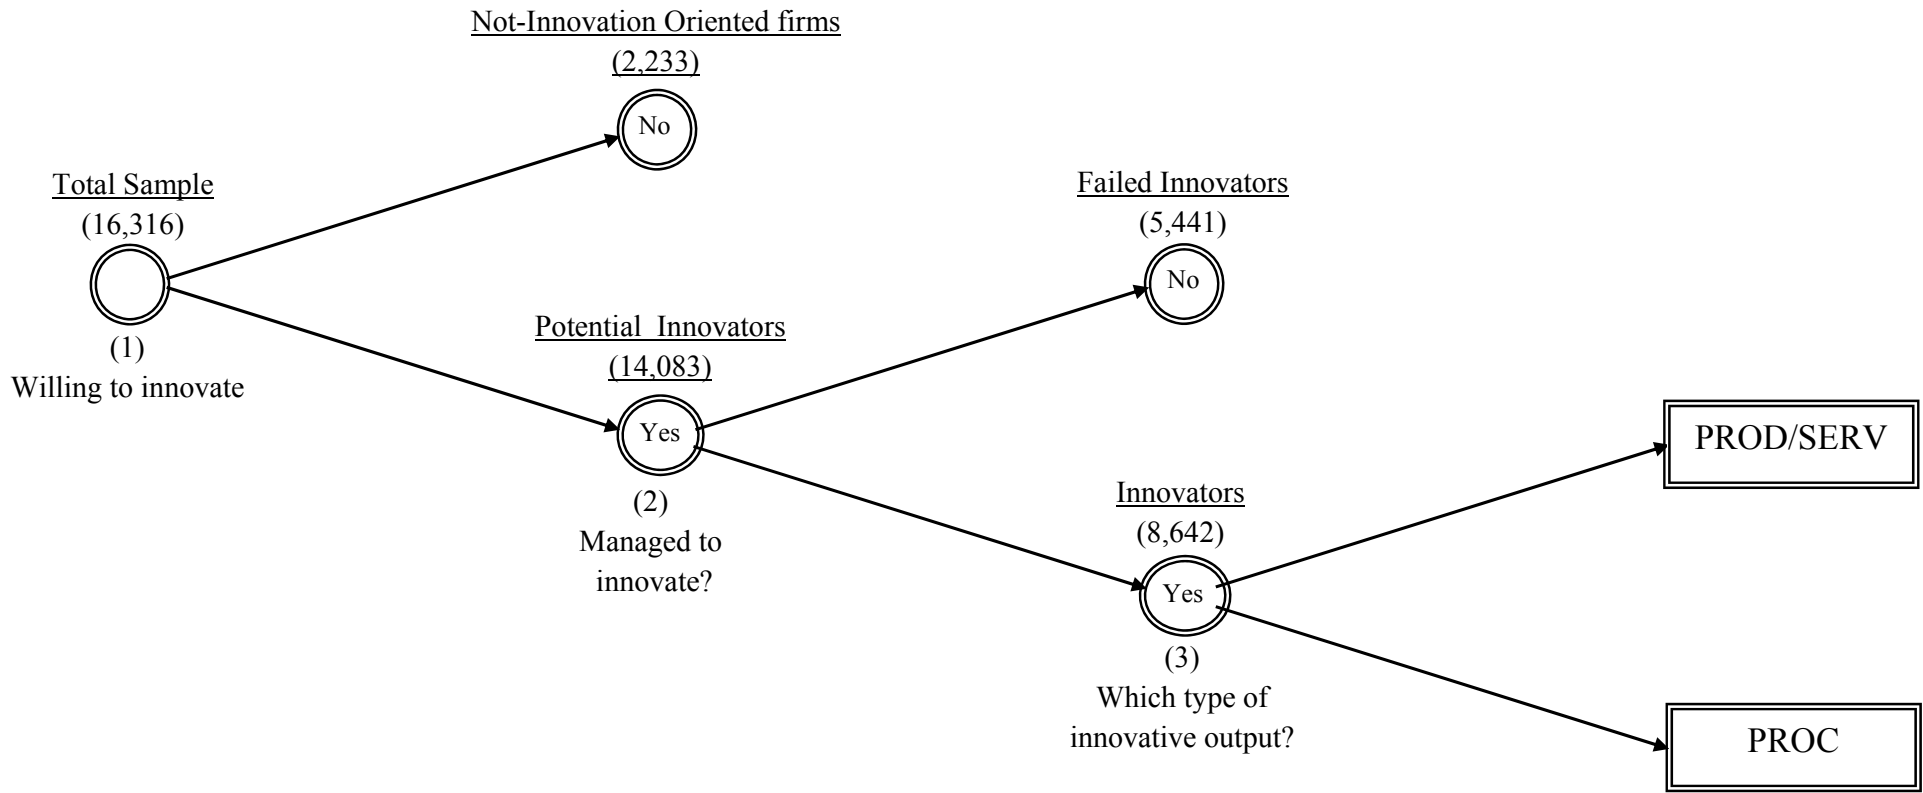 Not-Innovation Oriented firms
(2,233)
No
Total Sample
(16,316)
(1)
Willing to innovate
Potential Innovators
(14,083)
Yes
(2)
Managed to
innovate?
Failed Innovators
(5,441)
No
Innovators
(8,642)
Yes
(3)
Which type of
innovative output?
PROD/SERV
PROC